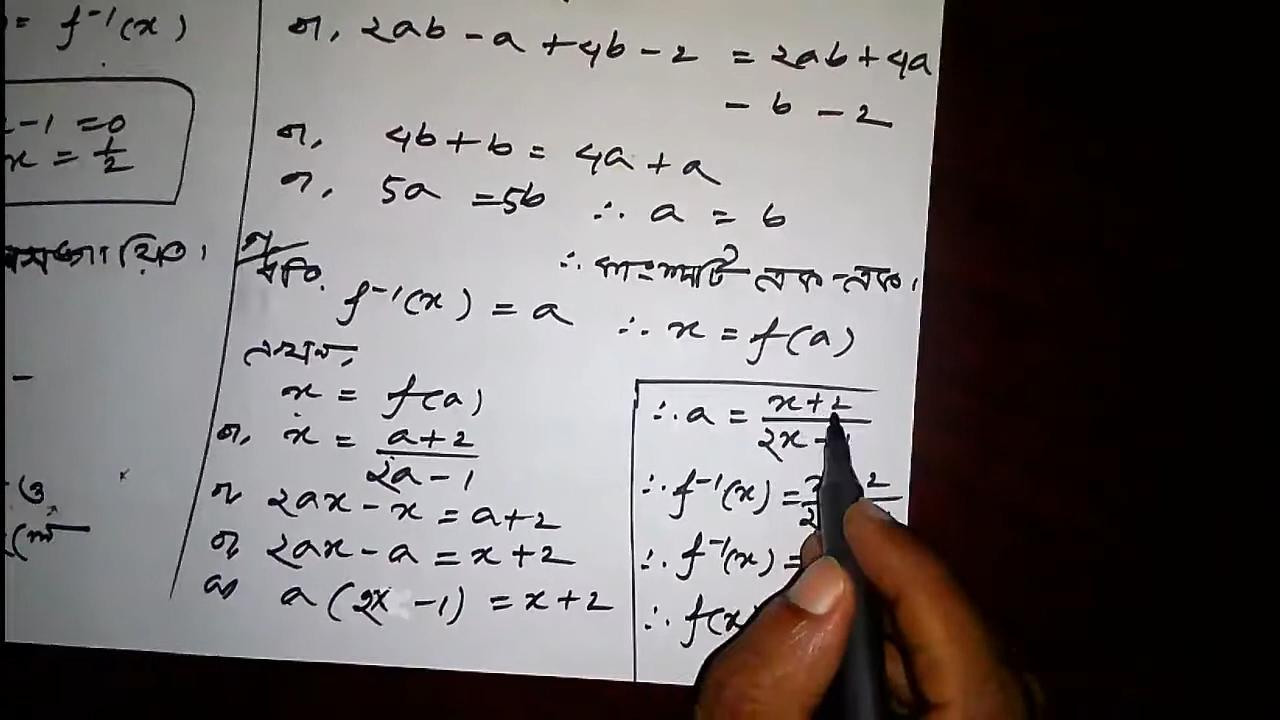 = f⁻¹(x)
-1 = 0
x = 1/2
বা, 2ab - a + 4b - 2 = 2ab + 4a
- b - 2
বা, 4b + b = 4a + a
বা, 5a = 5b ∴ a = b
∴ ফাংশনটি এক-এক।
f⁻¹(x) = a ∴ x = f(a)
x = f(a)
বা, x = (a+2)/(2a-1)
বা 2ax - x = a+2
বা 2ax - a = x+2
বা a(2x - 1) = x+2
∴ a = (x+2)/(2x -
∴ f⁻¹(x) =
∴ f⁻¹(x) =
∴ f(x)